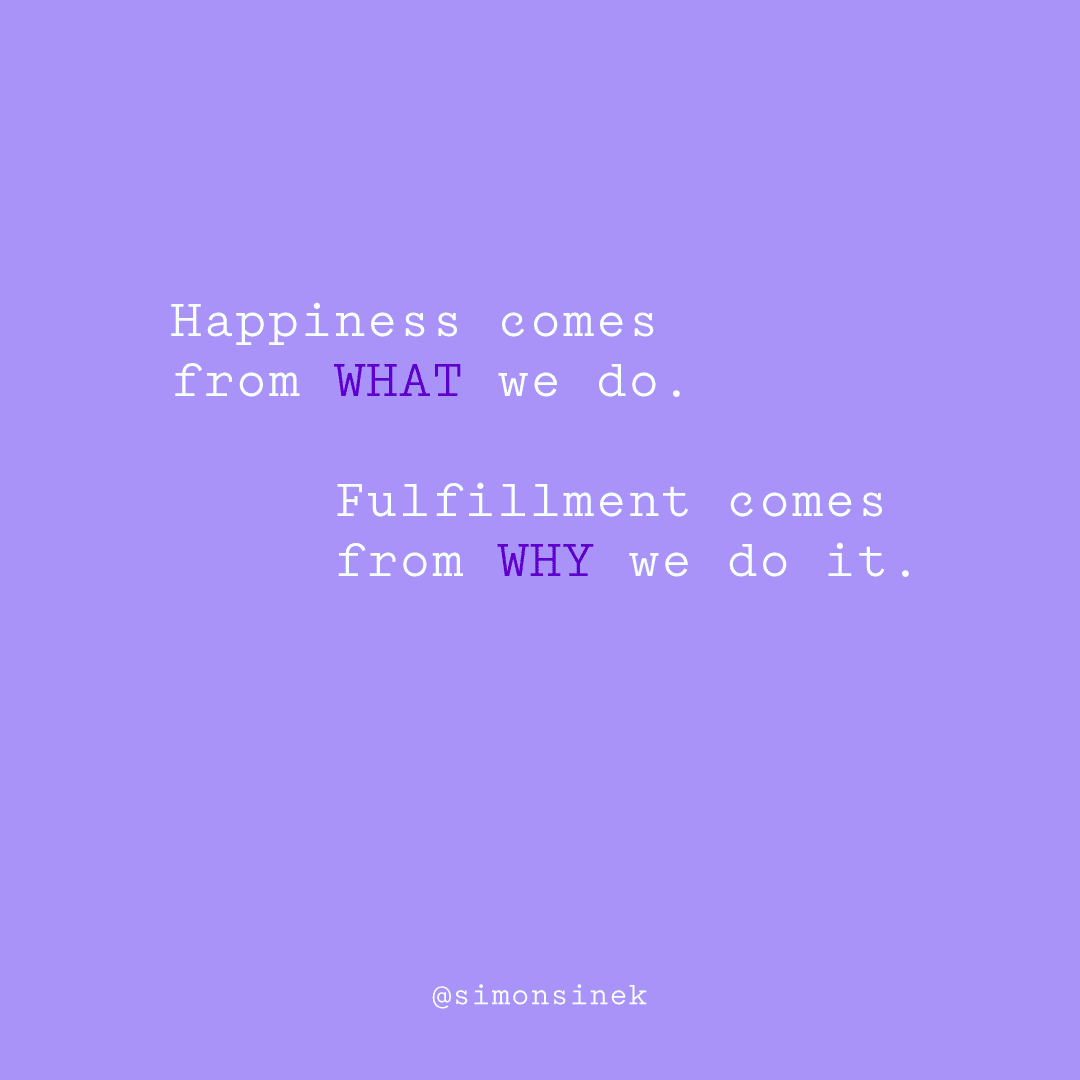 Happiness comes
from WHAT we do.
Fulfillment comes
from WHY we do it.
@simonsinek